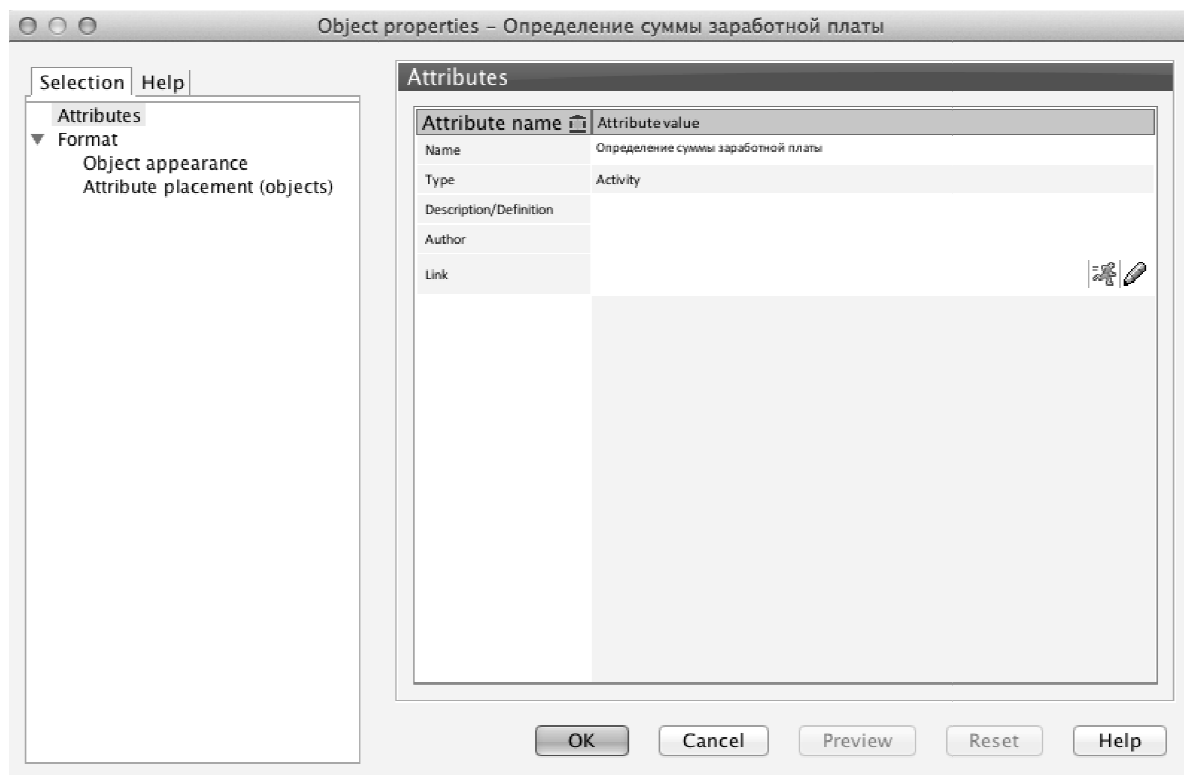 Object properties – Определение суммы заработной платы
Selection Help
Attributes
Format
Object appearance
Attribute placement (objects)
Attributes
Attribute name Attribute value
Name Определение суммы заработной платы
Type Activity
Description/Definition
Author
Link
OK Cancel Preview Reset Help